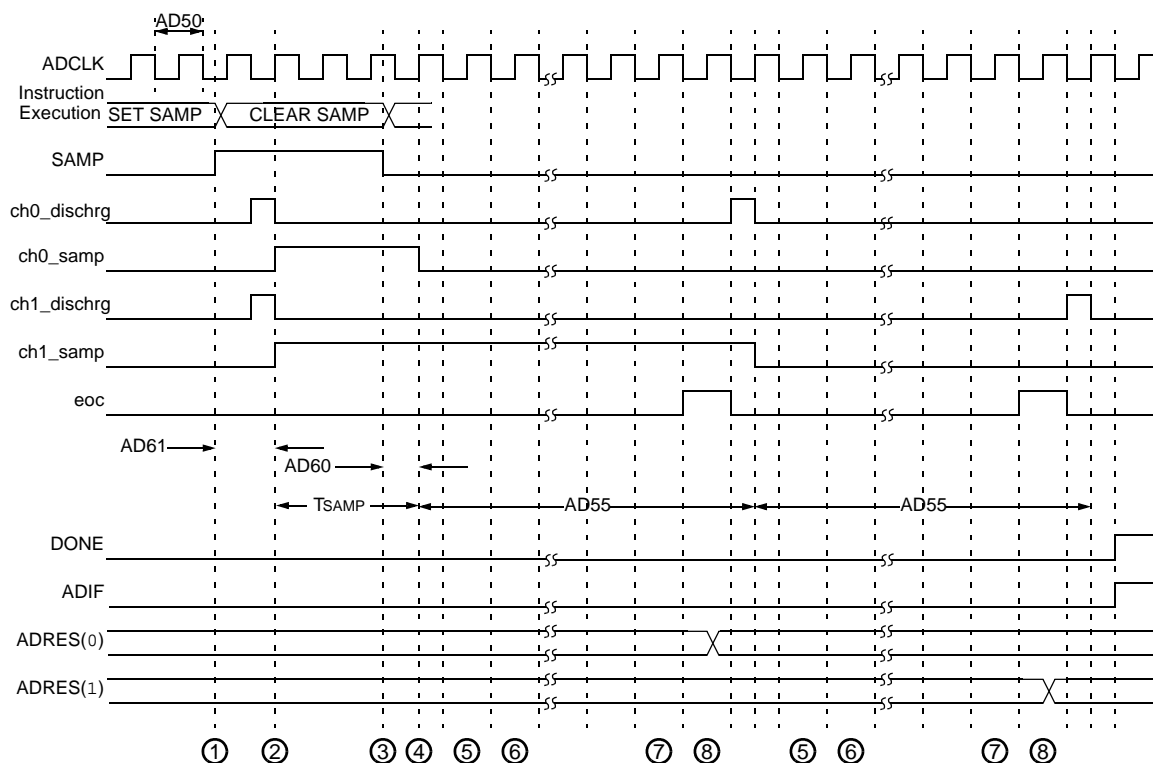 AD50
ADCLK
Instruction
Execution SET SAMP CLEAR SAMP
SAMP
ch0_dischrg
ch0_samp
ch1_dischrg
ch1_samp
eoc
AD61
AD60
TSAMP AD55 AD55
DONE
ADIF
ADRES(0)
ADRES(1)
1 2 3 4 5 6 7 8 5 6 7 8